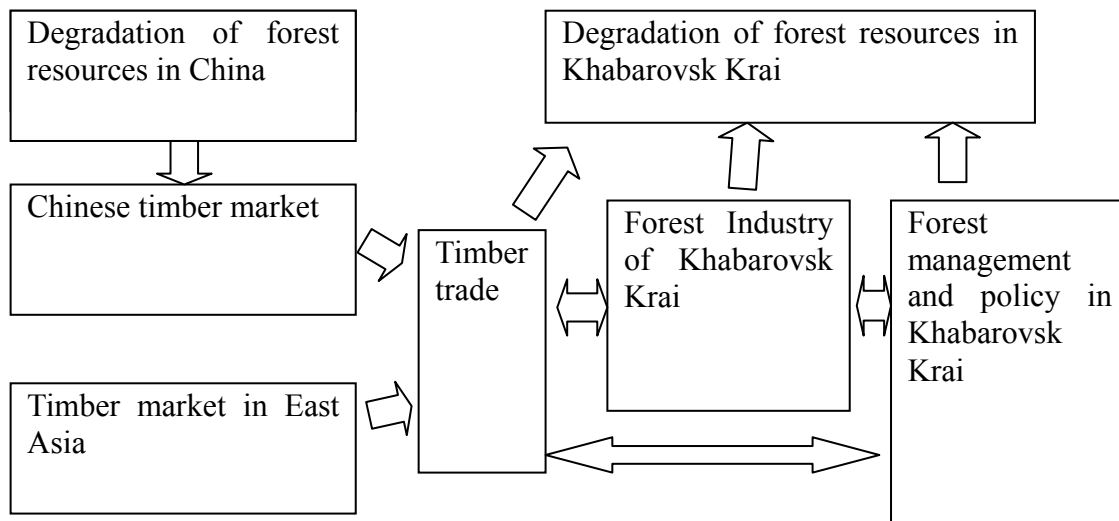 Degradation of forest
resources in China
Degradation of forest resources in
Khabarovsk Krai
Chinese timber market
Timber
trade
Forest Industry
of Khabarovsk
Krai
Forest
management
and policy in
Khabarovsk
Krai
Timber market in East
Asia